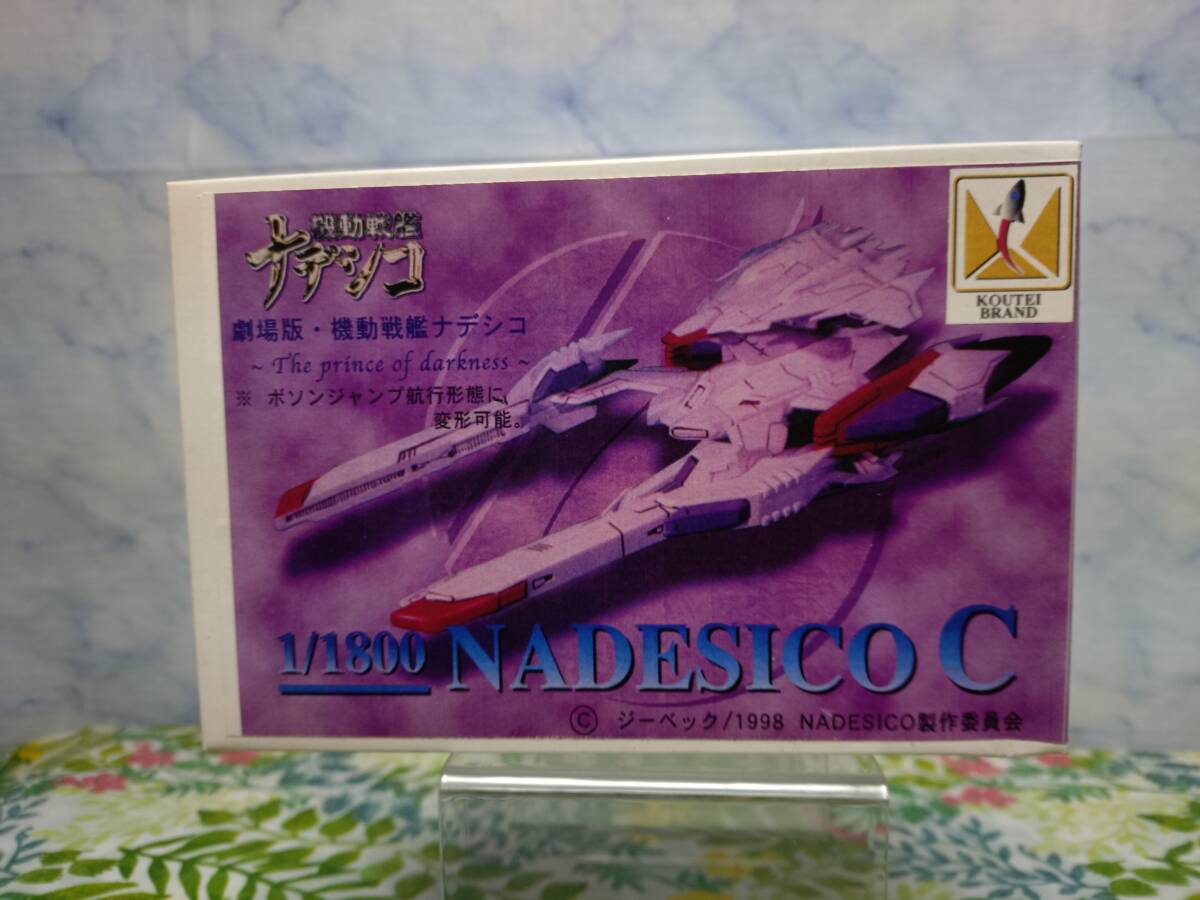 機動戦艦
ナデシコ
劇場版・機動戦艦ナデシコ
~ The prince of darkness ~
※ ボソンジャンプ航行形態に、
変形可能。
KOUTEI
BRAND
1/1800 NADESICO C
© ジーベック/1998 NADESICO製作委員会